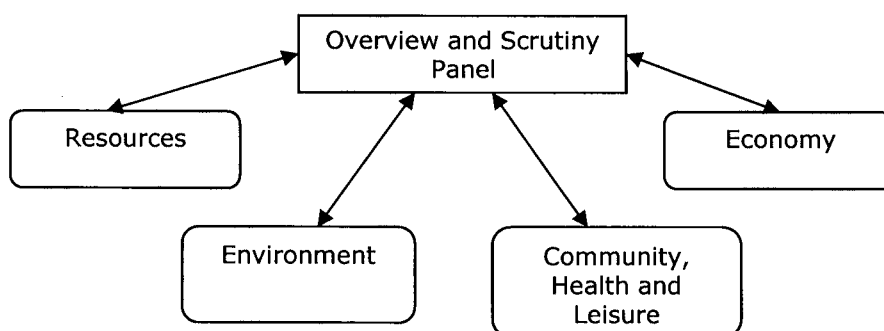 Overview and Scrutiny
Panel
Resources
Economy
Environment
Community,
Health and
Leisure